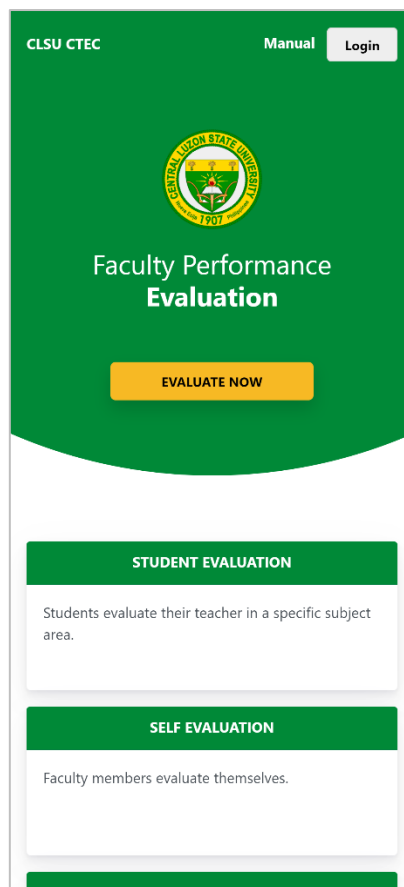 CLSU CTEC
Manual
Login
CENTRAL LUZON STATE UNIVERSITY
1907
Philippines
Faculty Performance
Evaluation
EVALUATE NOW
STUDENT EVALUATION
Students evaluate their teacher in a specific subject
area.
SELF EVALUATION
Faculty members evaluate themselves.